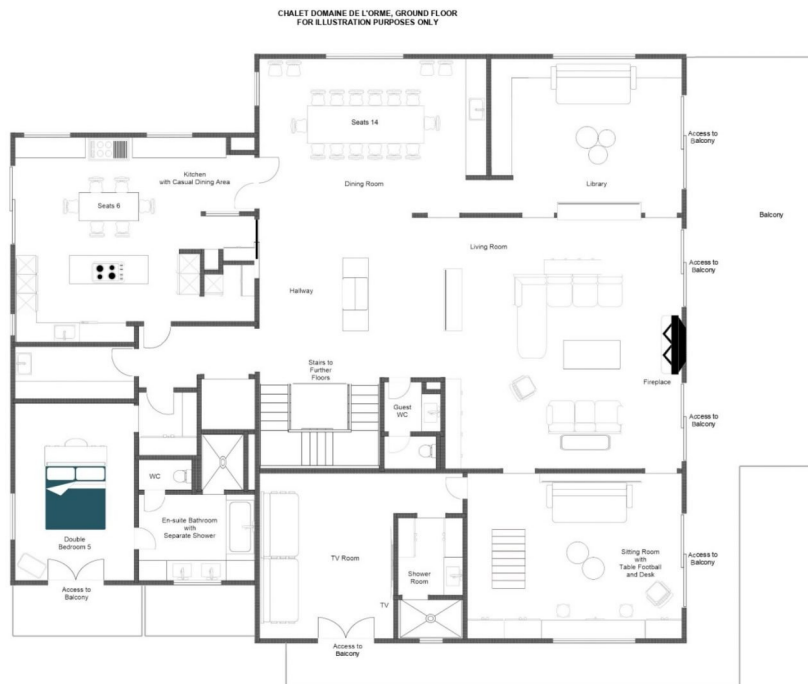 CHALET DOMAINE DE L'ORME, GROUND FLOOR
FOR ILLUSTRATION PURPOSES ONLY
Seats 14
Dining Room
Kitchen
with Casual Dining Area
Seats 6
Library
Access to
Balcony
Balcony
Living Room
Access to
Balcony
Hallway
Stairs to
Further
Floors
Fireplace
Guest
WC
Access to
Balcony
WC
En-suite Bathroom
with
Separate Shower
Double
Bedroom 5
Access to
Balcony
TV Room
TV
Shower
Room
Sitting Room
with
Table Football
and Desk
Access to
Balcony
Access to
Balcony